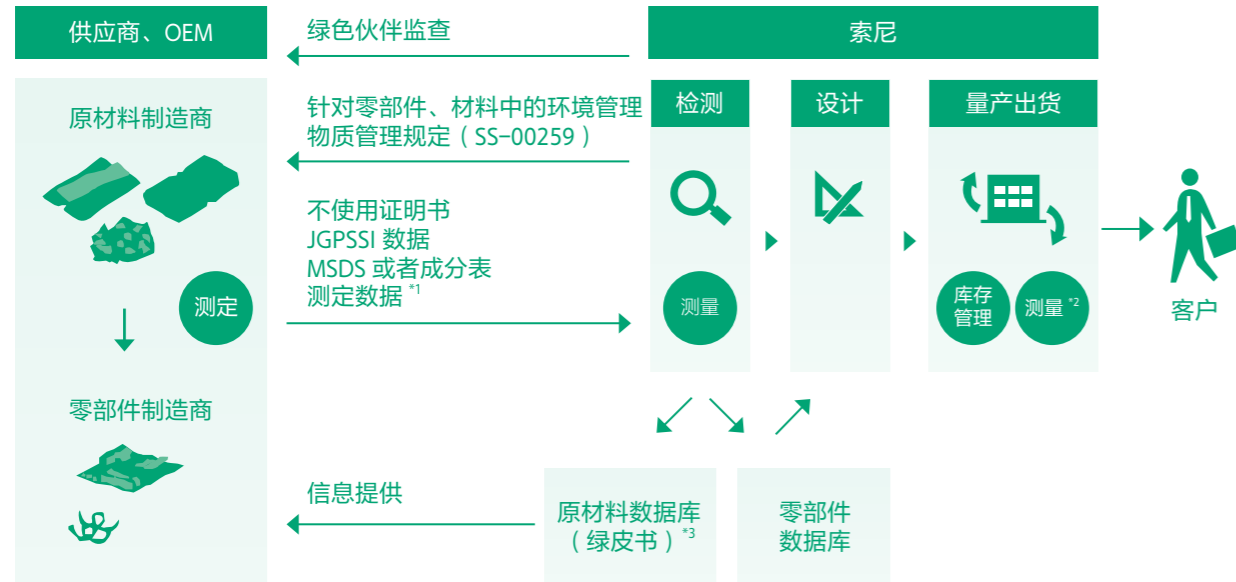 供应商、OEM
绿色伙伴监查
索尼
原材料制造商
针对零部件、材料中的环境管理
物质管理规定（SS-00259）
检测
设计
量产出货
不使用证明书
JGPSSI 数据
MSDS 或者成分表
测定数据 *1
测定
测量
库存
管理
测量 *2
客户
零部件制造商
信息提供
原材料数据库
（绿皮书）*3
零部件
数据库